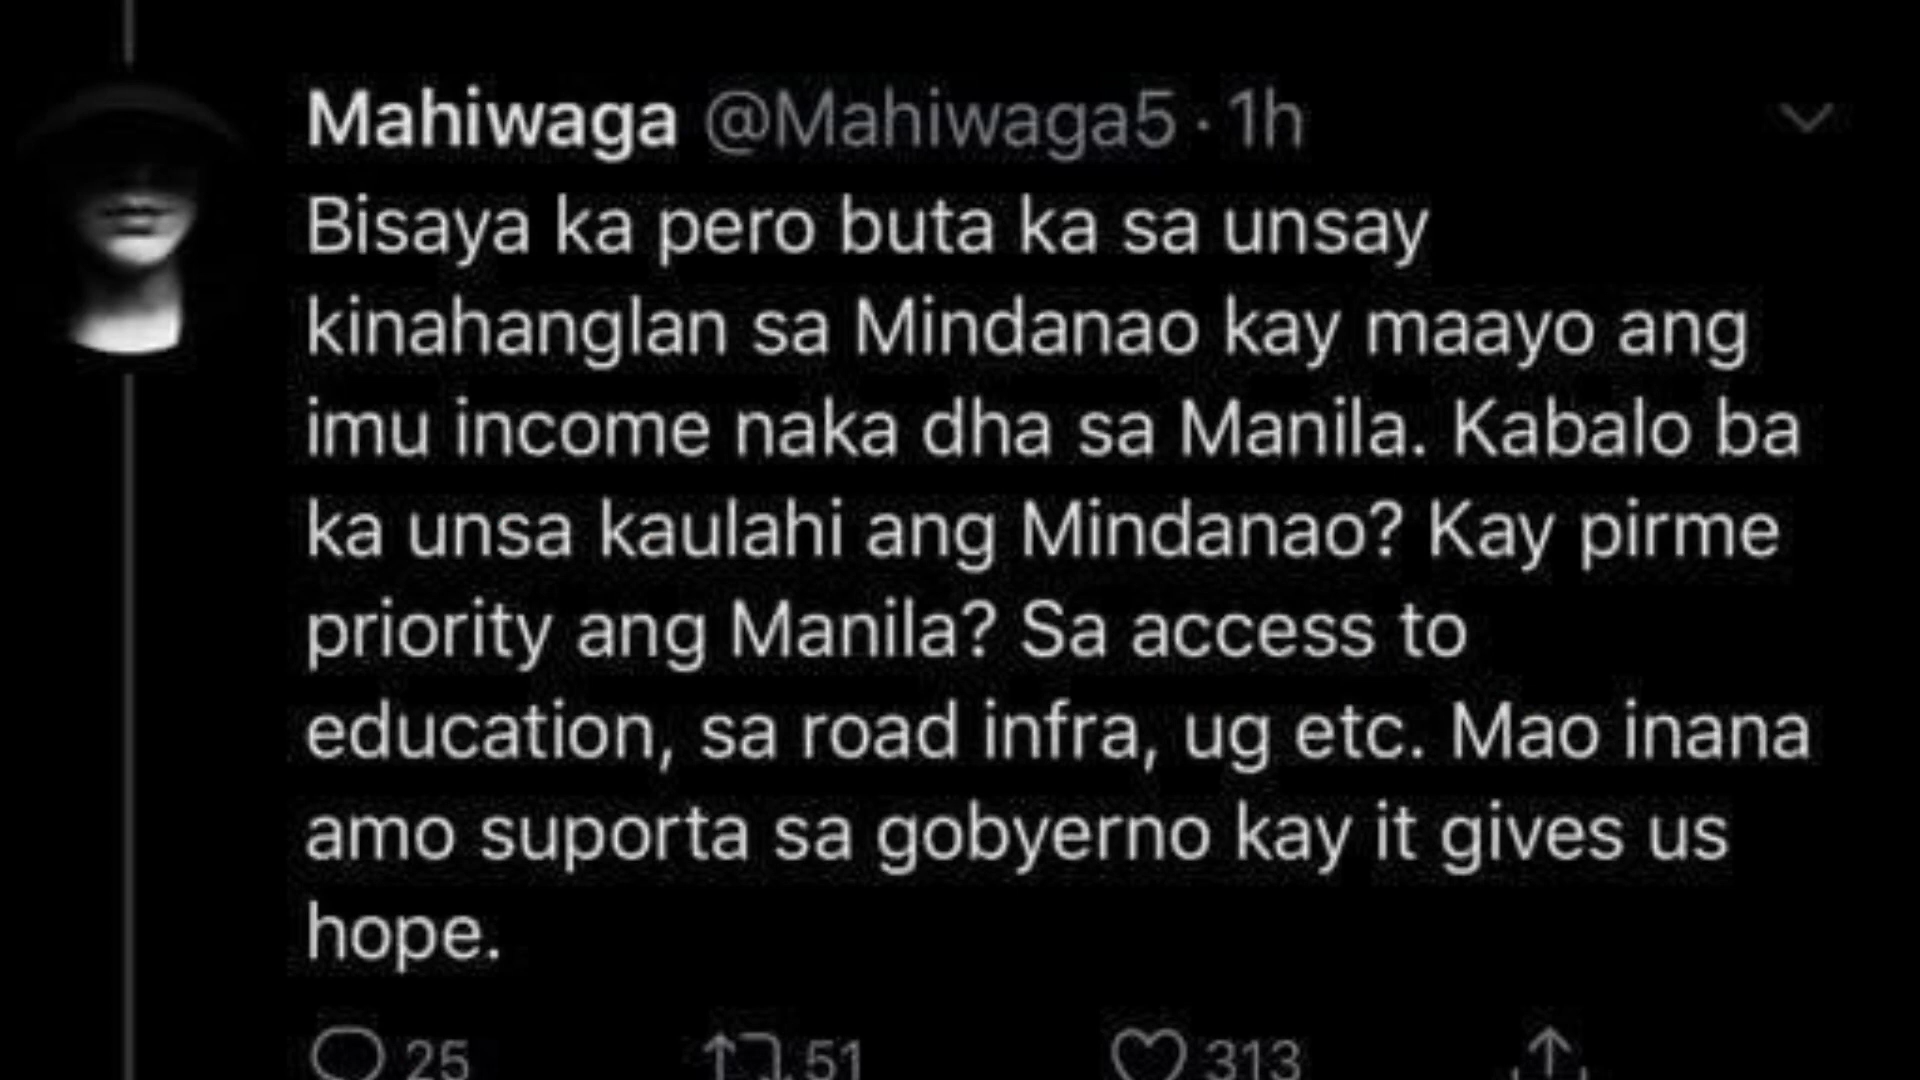 Mahiwaga @Mahiwaga5 · 1h
Bisaya ka pero buta ka sa unsay
kinahanglan sa Mindanao kay maayo ang
imu income naka dha sa Manila. Kabalo ba
ka unsa kaulahi ang Mindanao? Kay pirme
priority ang Manila? Sa access to
education, sa road infra, ug etc. Mao inana
amo suporta sa gobyerno kay it gives us
hope.
25 51 313